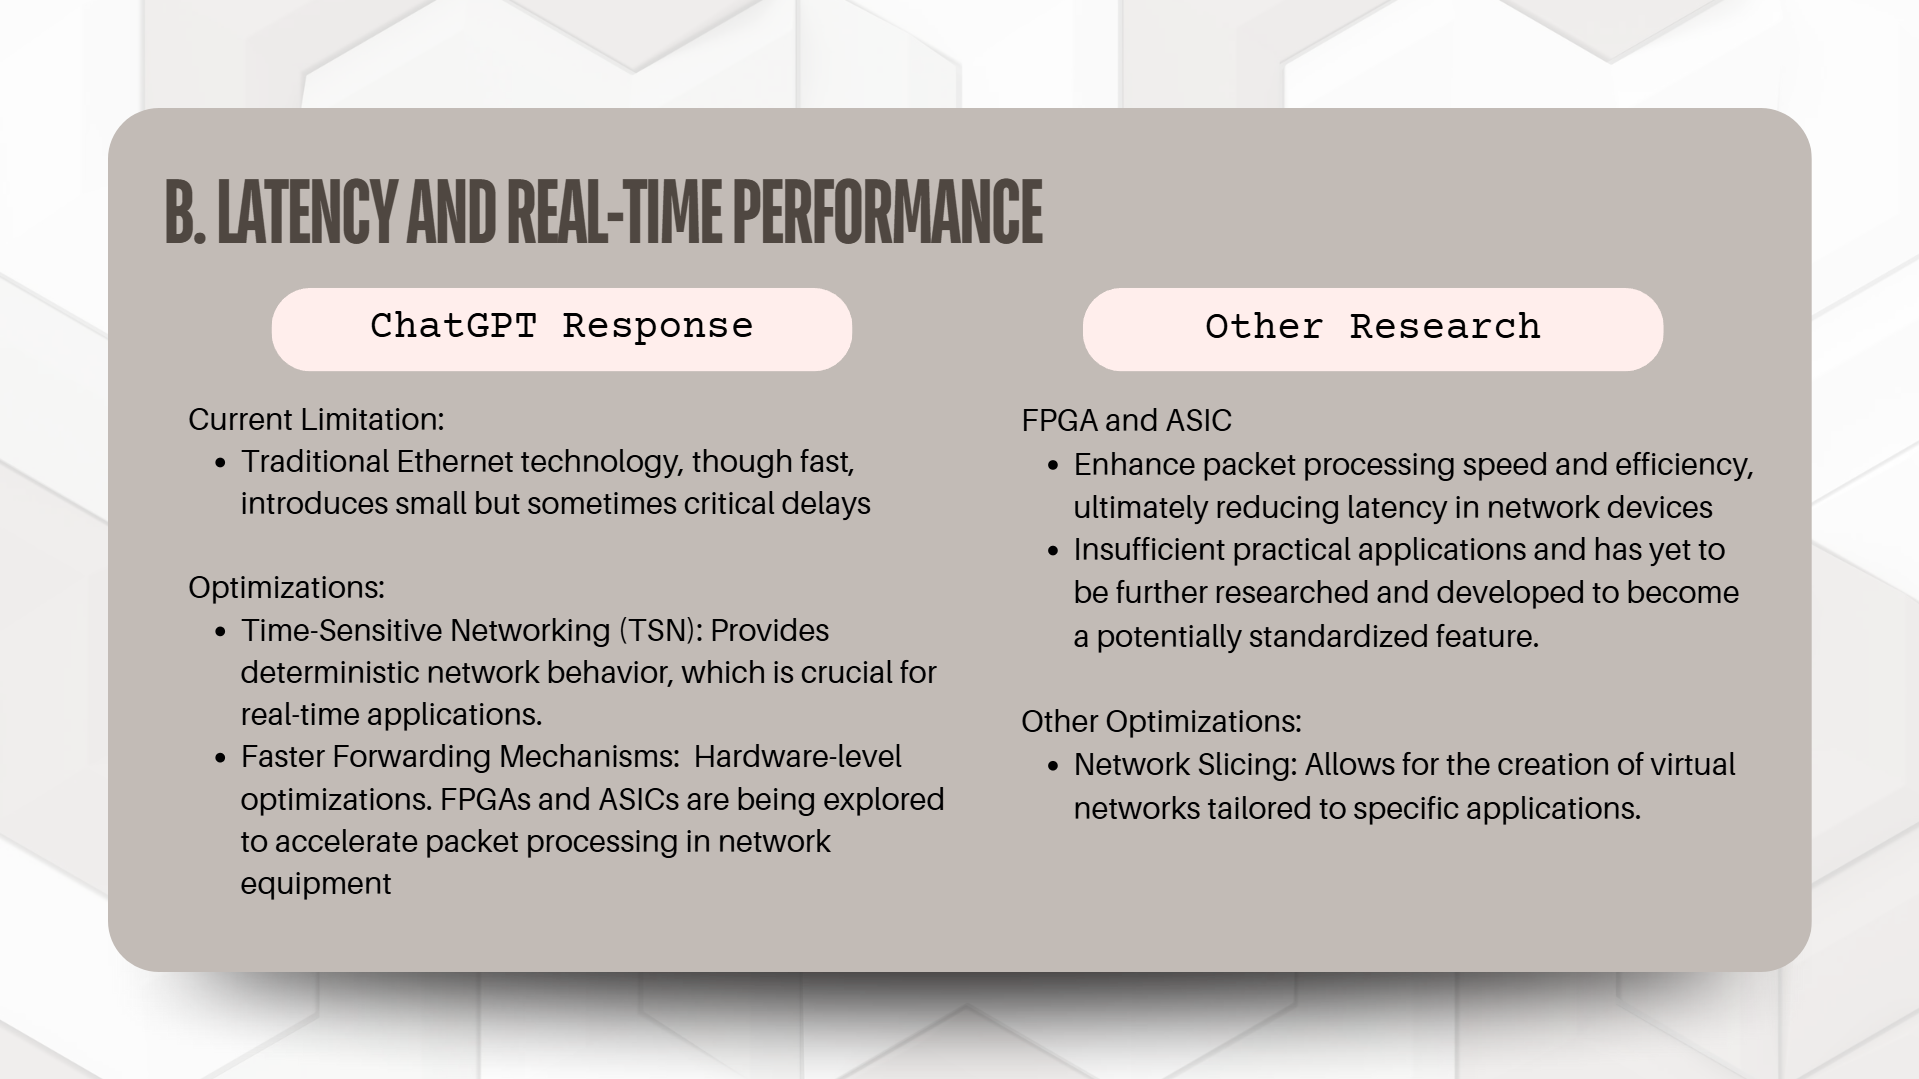 B. LATENCY AND REAL-TIME PERFORMANCE
ChatGPT Response
Current Limitation:
• Traditional Ethernet technology, though fast,
introduces small but sometimes critical delays
Optimizations:
• Time-Sensitive Networking (TSN): Provides
deterministic network behavior, which is crucial for
real-time applications.
• Faster Forwarding Mechanisms:  Hardware-level
optimizations. FPGAs and ASICs are being explored
to accelerate packet processing in network
equipment
Other Research
FPGA and ASIC
• Enhance packet processing speed and efficiency,
ultimately reducing latency in network devices
• Insufficient practical applications and has yet to
be further researched and developed to become
a potentially standardized feature.
Other Optimizations:
• Network Slicing: Allows for the creation of virtual
networks tailored to specific applications.